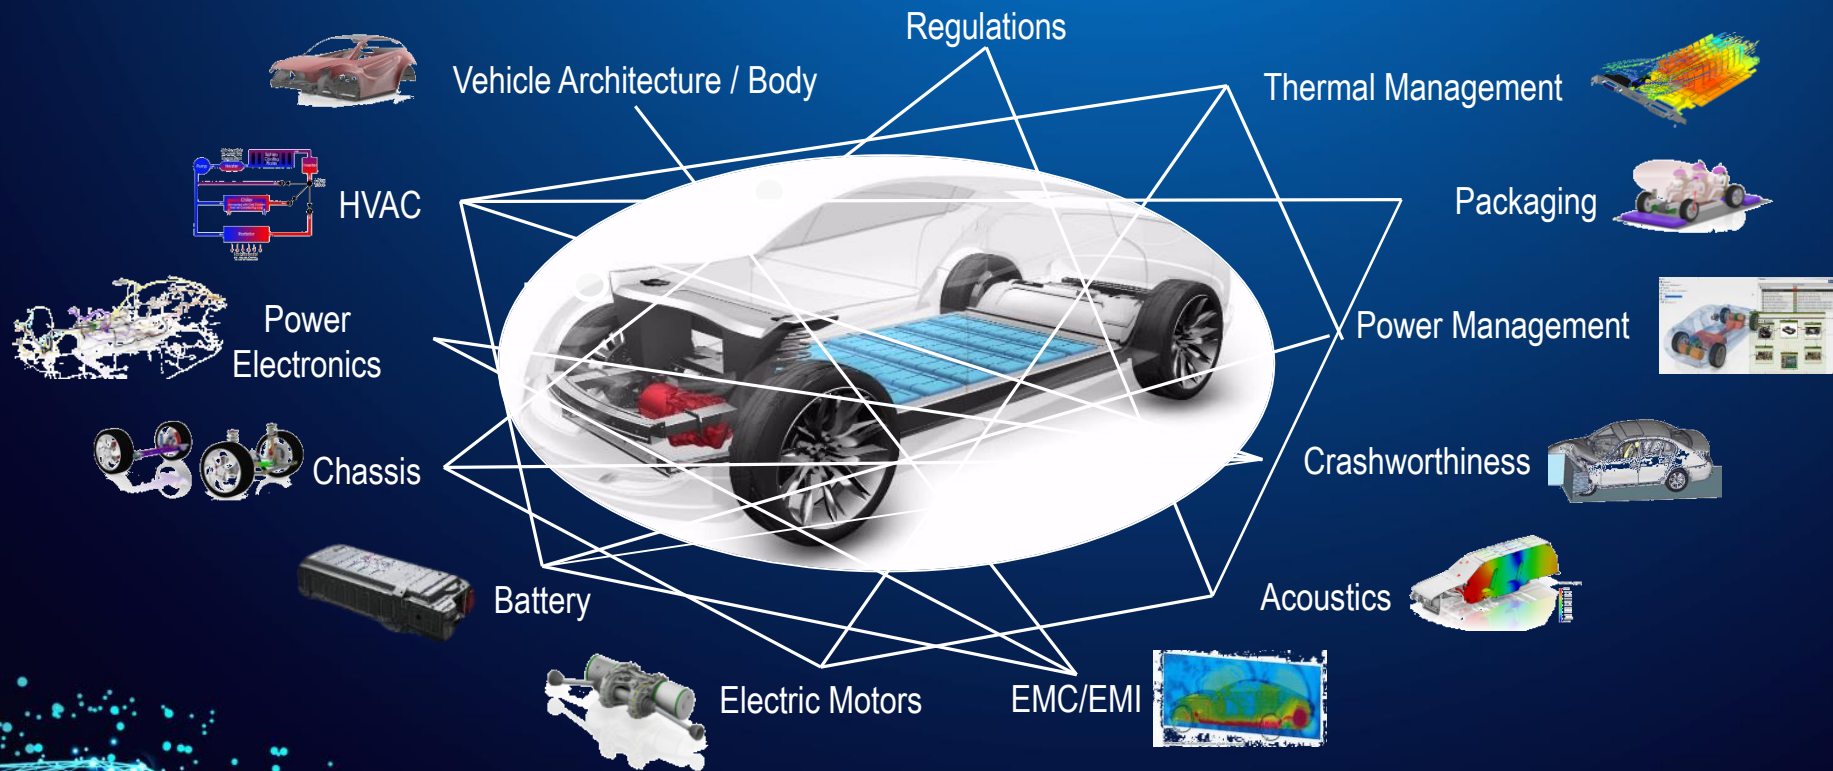 Regulations
Vehicle Architecture / Body
Thermal Management
HVAC
Packaging
Power
Electronics
Power Management
Chassis
Crashworthiness
Battery
Acoustics
Electric Motors
EMC/EMI